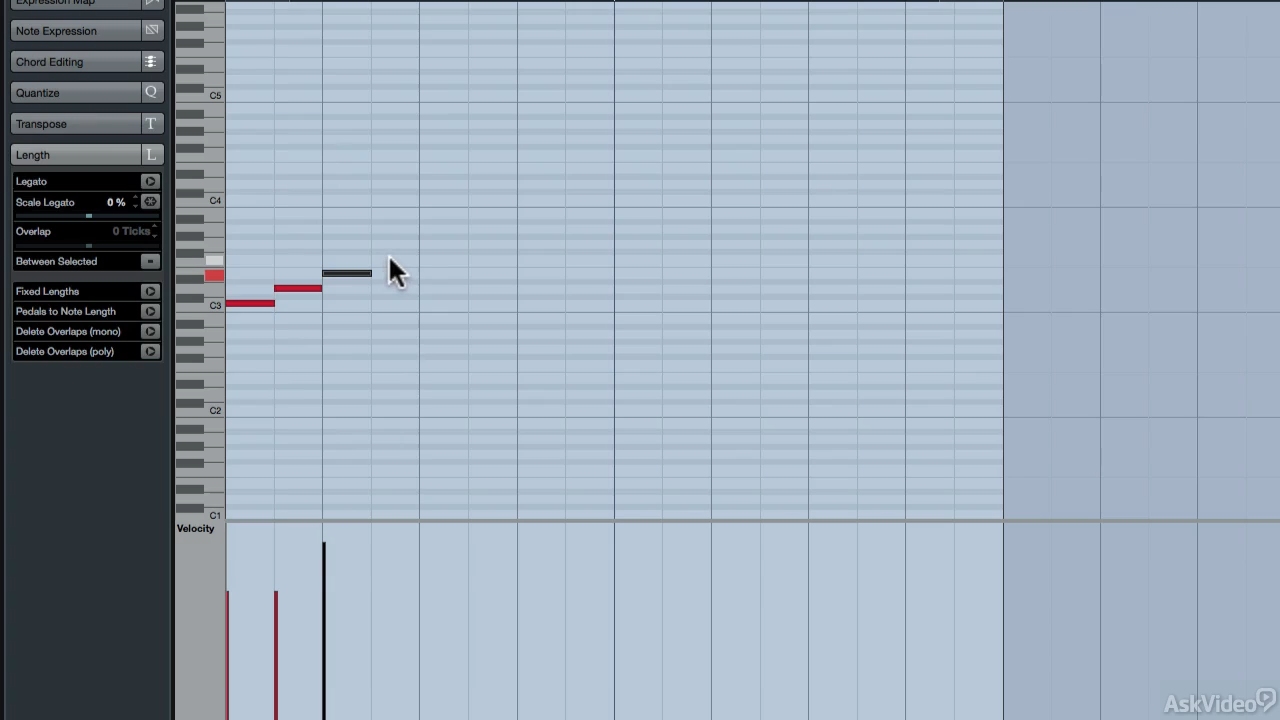 Expression Map
Note Expression
Chord Editing
Quantize Q
Transpose T
Length L
Legato
Scale Legato 0 %
Overlap 0 Ticks
Between Selected
Fixed Lengths
Pedals to Note Length
Delete Overlaps (mono)
Delete Overlaps (poly)
C5
C4
C3
C2
C1
Velocity
AskVideo